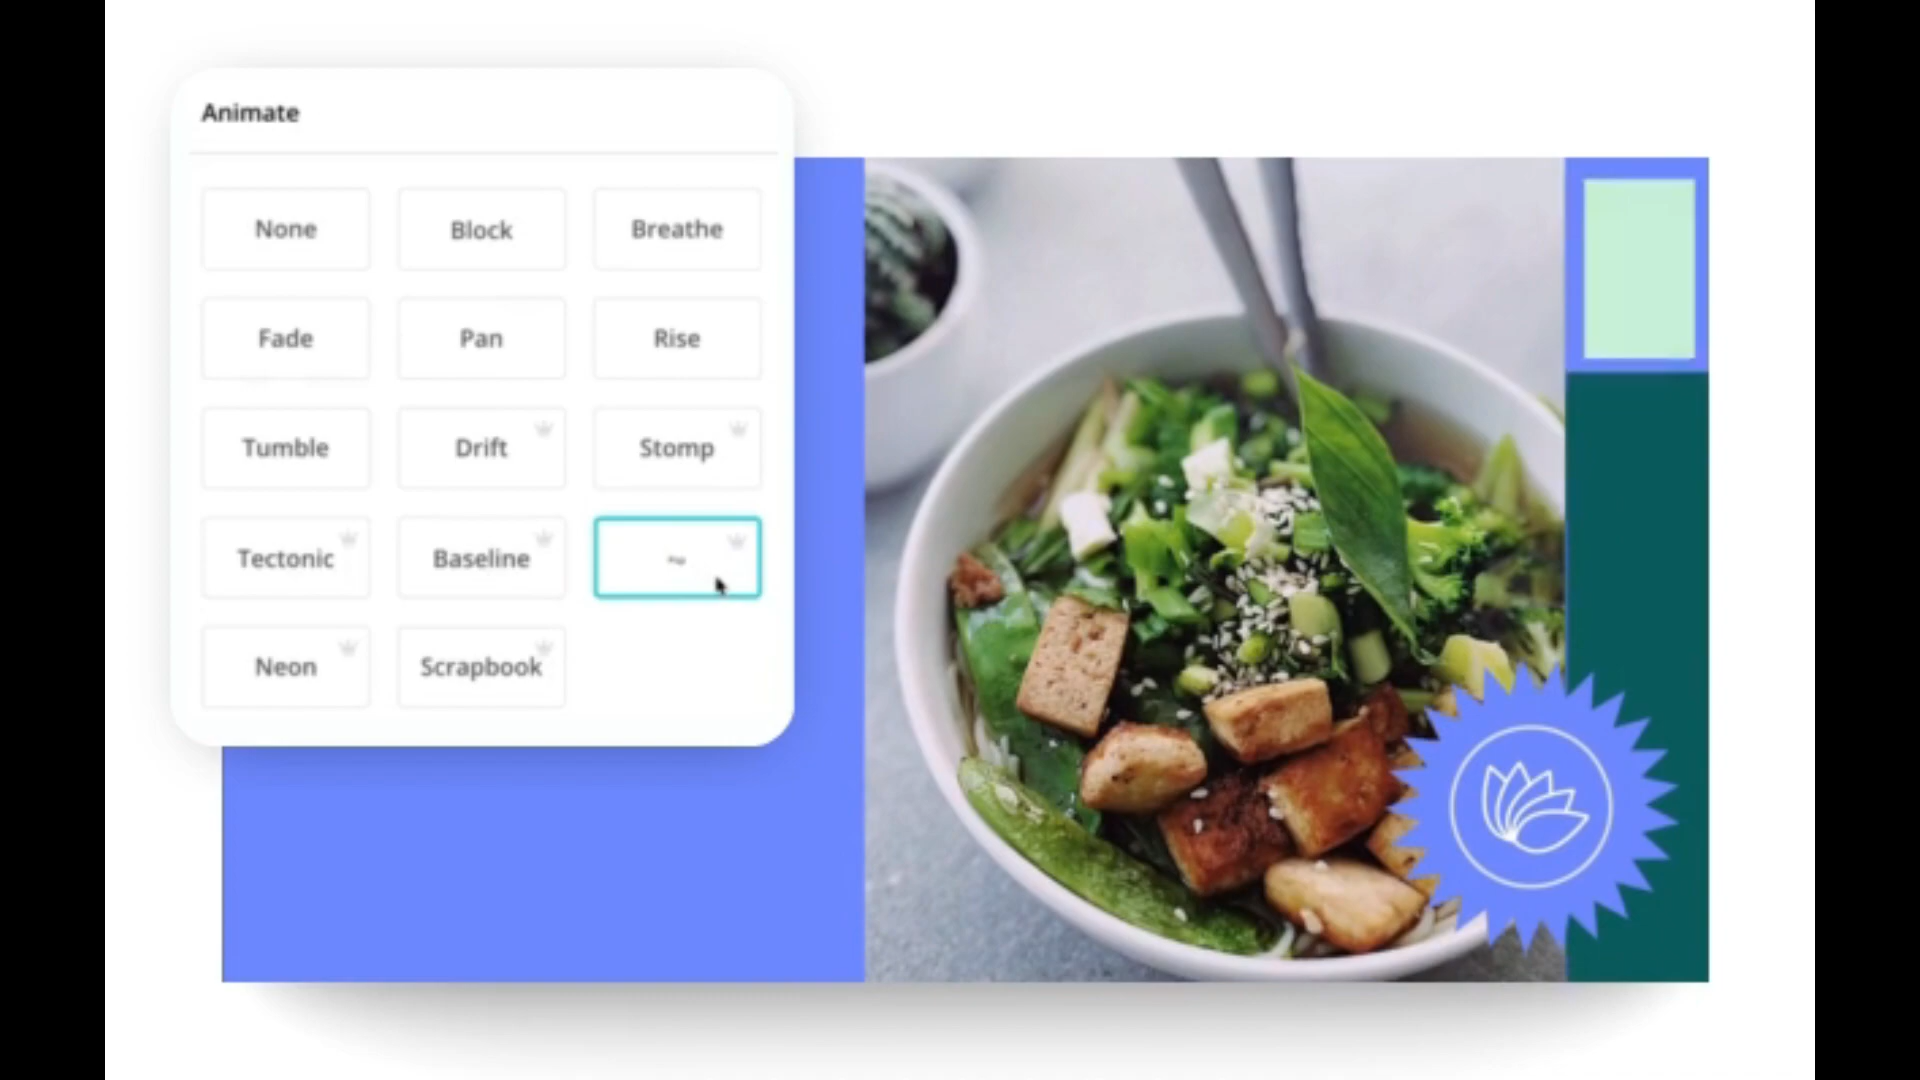 Animate
None Block Breathe
Fade Pan Rise
Tumble Drift Stomp
Tectonic Baseline ~
Neon Scrapbook